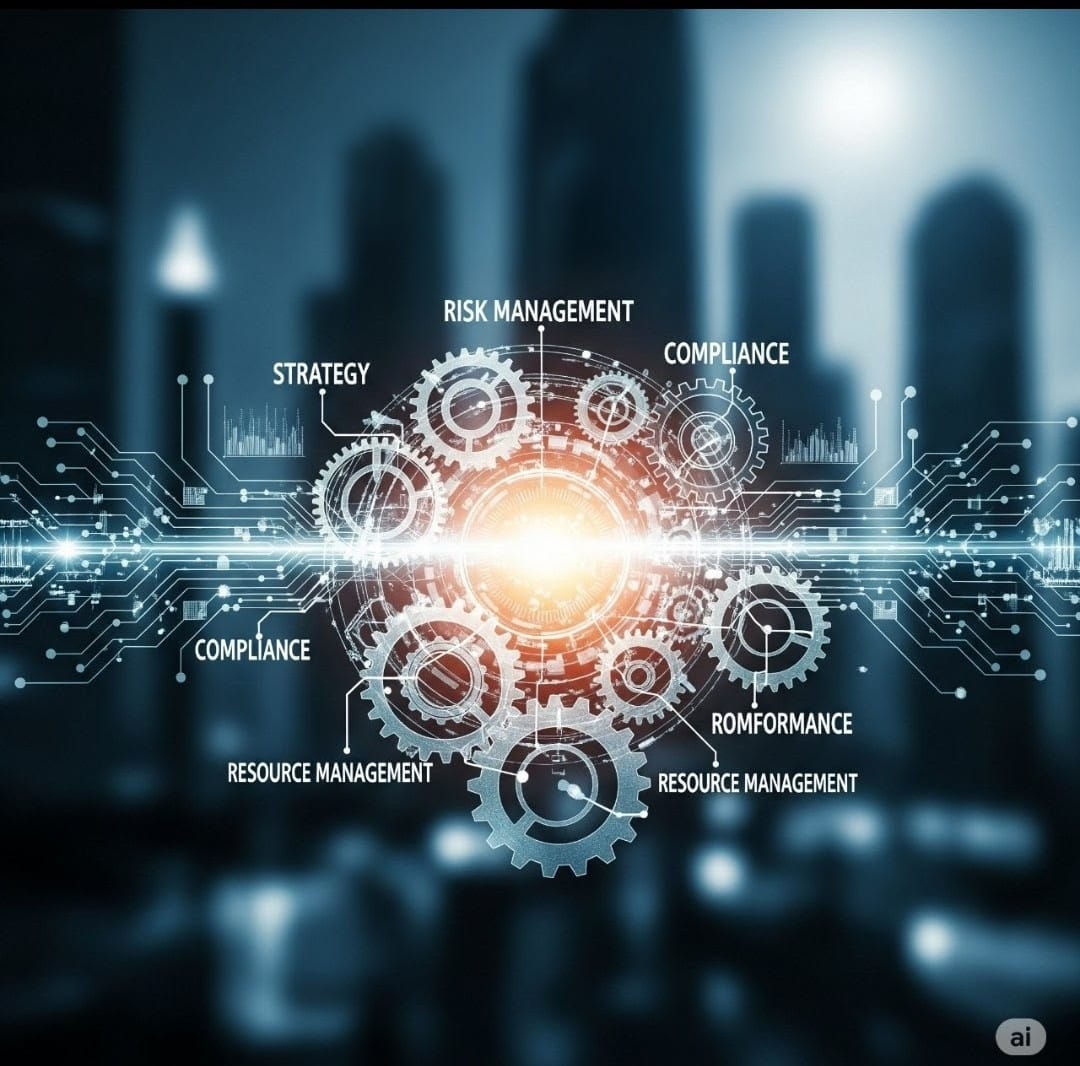 RISK MANAGEMENT
COMPLIANCE
STRATEGY
COMPLIANCE
ROMFORMANCE
RESOURCE MANAGEMENT
RESOURCE MANAGEMENT
ai